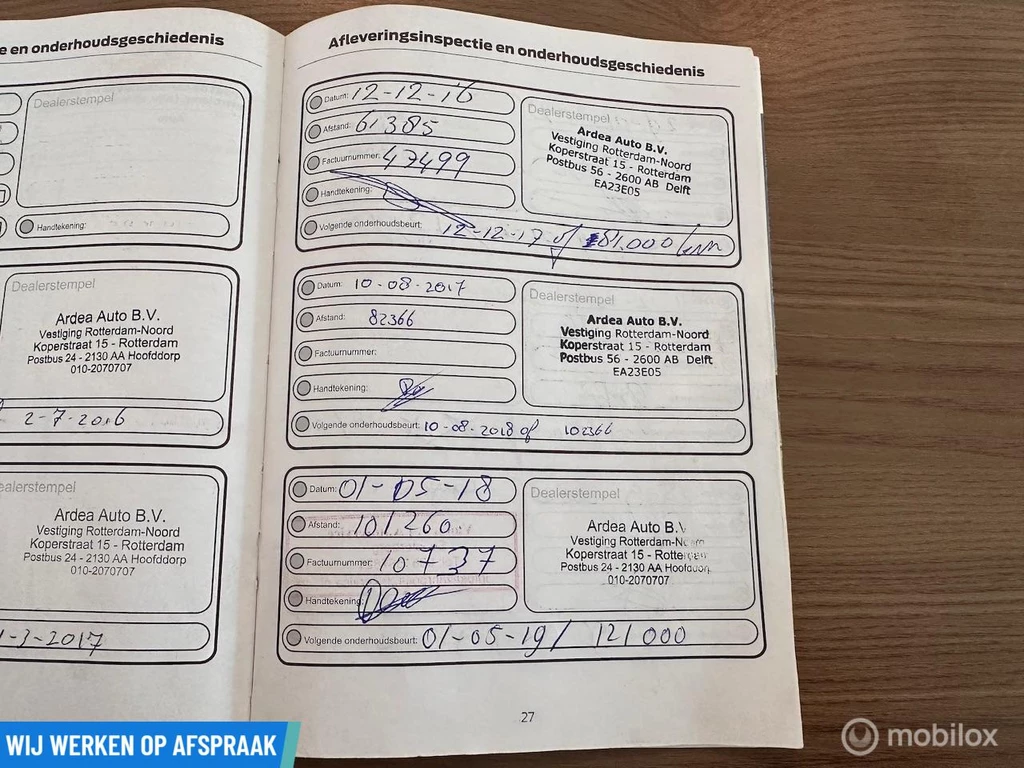 e en onderhoudsgeschiedenis
Dealerstempel
Handtekening:
Dealerstempel
Ardea Auto B.V.
Vestiging Rotterdam-Noord
Koperstraat 15 - Rotterdam
Postbus 24 - 2130 AA Hoofddorp
010-2070707
2-7-2016
ealerstempel
Ardea Auto B.V.
Vestiging Rotterdam-Noord
Koperstraat 15 - Rotterdam
Postbus 24 - 2130 AA Hoofddorp
010-2070707
-3-2017
Afleveringsinspectie en onderhoudsgeschiedenis
Datum: 12-12-16
Afstand: 61385
Factuurnummer: 47499
Handtekening:
Volgende onderhoudsbeurt: 12-12-17 of 81.000 km
Dealerstempel
Ardea Auto B.V.
Vestiging Rotterdam-Noord
Koperstraat 15 - Rotterdam
Postbus 56 - 2600 AB Delft
EA23E05
Datum: 10-08-2017
Afstand: 82366
Factuurnummer:
Handtekening:
Volgende onderhoudsbeurt: 10-08-2018 of 102366
Dealerstempel
Ardea Auto B.V.
Vestiging Rotterdam-Noord
Koperstraat 15 - Rotterdam
Postbus 56 - 2600 AB Delft
EA23E05
Datum: 01-05-18
Afstand: 101260
Factuurnummer: 10737
Handtekening:
Volgende onderhoudsbeurt: 01-05-19 / 121000
Dealerstempel
Ardea Auto B.V.
Vestiging Rotterdam-Noord
Koperstraat 15 - Rotterdam
Postbus 24 - 2130 AA Hoofddorp
010-2070707
27
WIJ WERKEN OP AFSPRAAK
mobilox